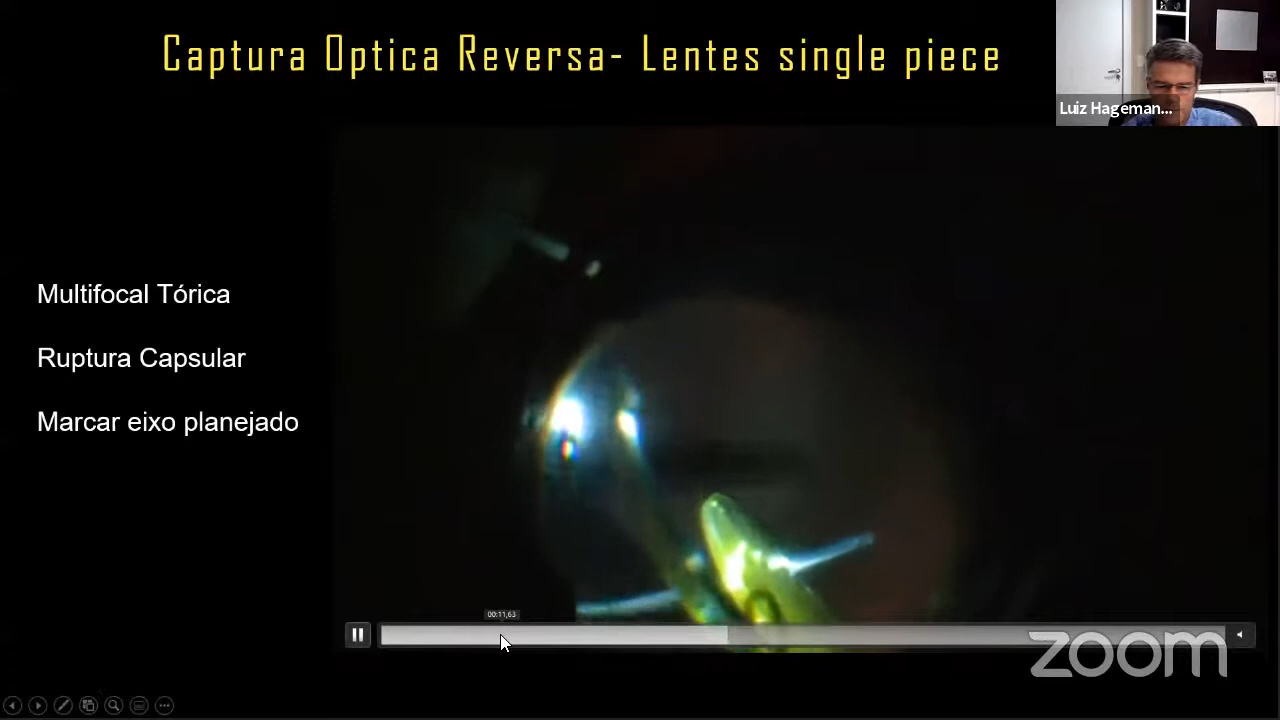 Captura Optica Reversa- Lentes single piece
Luiz Hageman...
Multifocal Tórica
Ruptura Capsular
Marcar eixo planejado
00:11,63
zoom